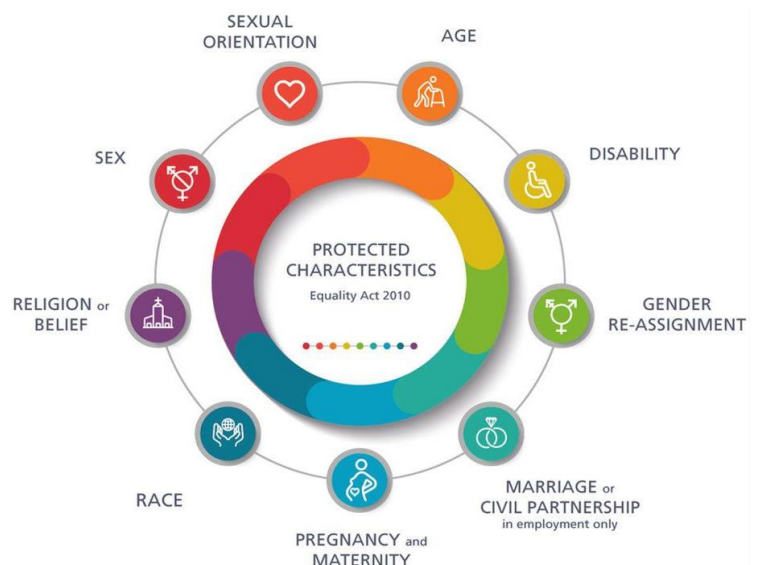 SEXUAL
ORIENTATION
AGE
SEX
DISABILITY
PROTECTED
CHARACTERISTICS
Equality Act 2010
RELIGION or
BELIEF
GENDER
RE-ASSIGNMENT
RACE
MARRIAGE or
CIVIL PARTNERSHIP
in employment only
PREGNANCY and
MATERNITY